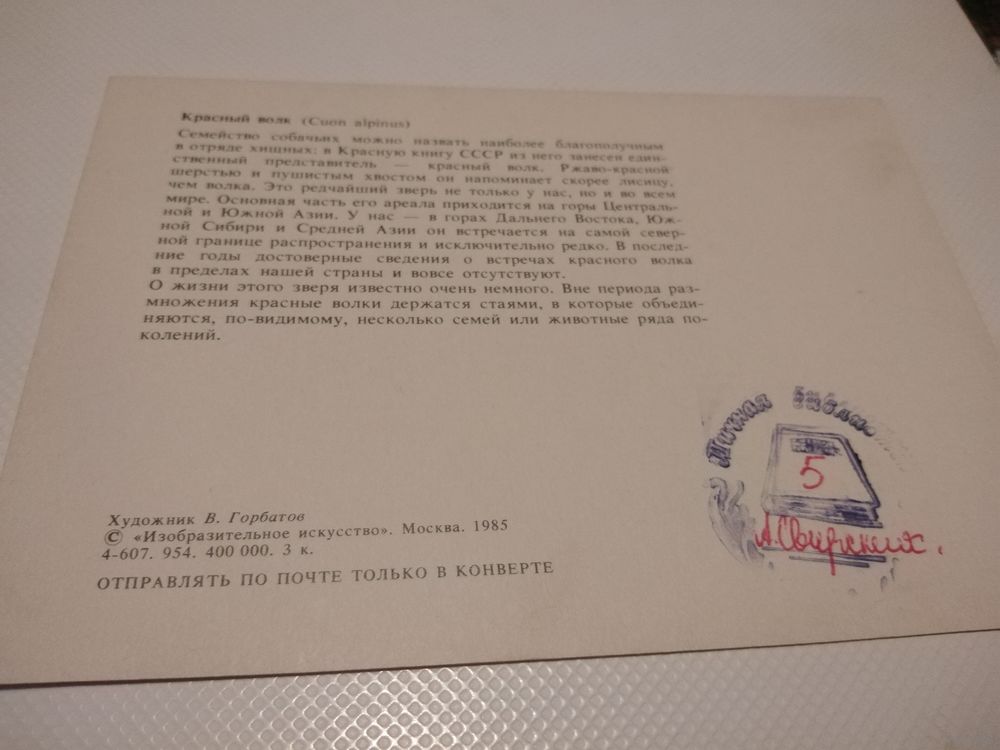 Красный волк (Cuon alpinus)
Семейство собачьих можно назвать наиболее благополучным
в отряде хищных: в Красную книгу СССР из него занесен един-
ственный представитель — красный волк. Ржаво-красной
шерстью и пушистым хвостом он напоминает скорее лисицу,
чем волка. Это редчайший зверь не только у нас, но и во всем
мире. Основная часть его ареала приходится на горы Централь-
ной и Южной Азии. У нас — в горах Дальнего Востока, Юж-
ной Сибири и Средней Азии он встречается на самой север-
ной границе распространения и исключительно редко. В послед-
ние годы достоверные сведения о встречах красного волка
в пределах нашей страны и вовсе отсутствуют.
О жизни этого зверя известно очень немного. Вне периода раз-
множения красные волки держатся стаями, в которые объеди-
няются, по-видимому, несколько семей или животные ряда по-
колений.
Личная
5
А. Свирских.
Художник В. Горбатов
© «Изобразительное искусство». Москва. 1985
4-607. 954. 400 000. 3 к.
ОТПРАВЛЯТЬ ПО ПОЧТЕ ТОЛЬКО В КОНВЕРТЕ